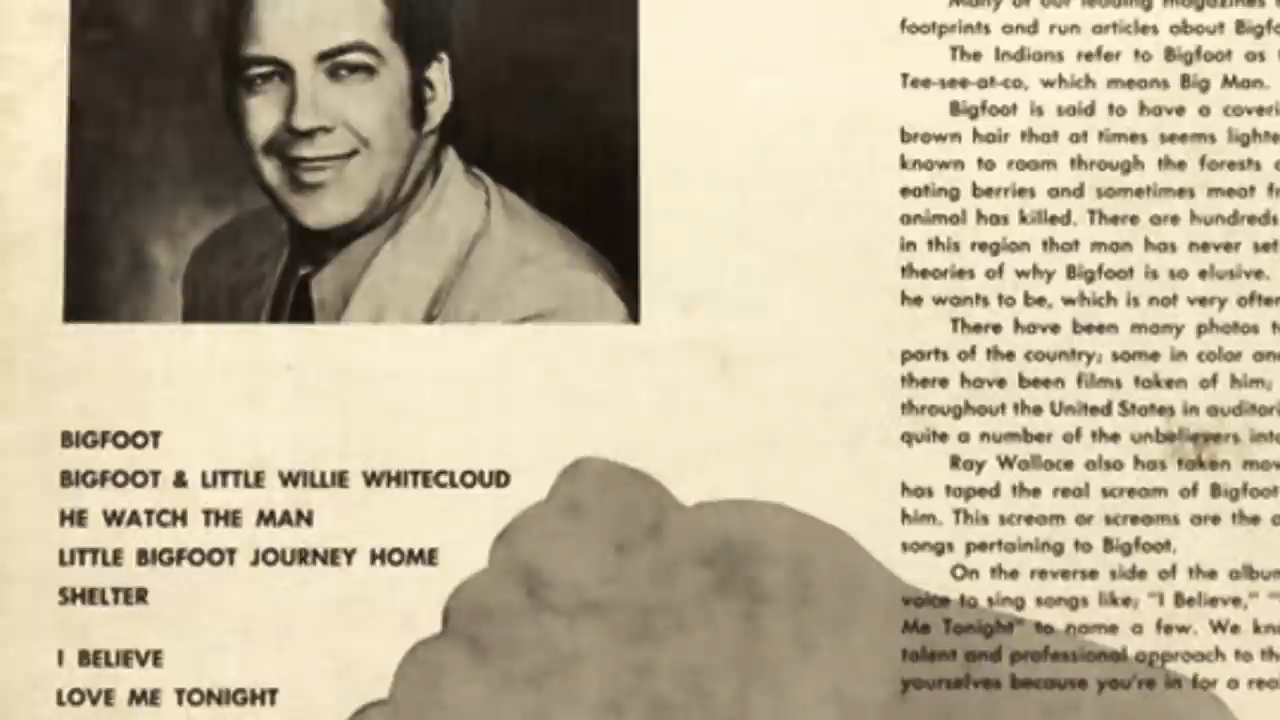 BIGFOOT
BIGFOOT & LITTLE WILLIE WHITECLOUD
HE WATCH THE MAN
LITTLE BIGFOOT JOURNEY HOME
SHELTER
I BELIEVE
LOVE ME TONIGHT
Many of our leading magazines
footprints and run articles about
The Indians refer to Bigfoot as
Tee-see-at-co, which means Big Man.
Bigfoot is said to have a
brown hair that at times seems
known to roam through the forests
eating berries and sometimes meat
animal has killed. There are hundreds
in this region that man has never set
theories of why Bigfoot is so elusive.
he wants to be, which is not very
There have been many photos
parts of the country; some in color
there have been films taken of him;
throughout the United States in
quite a number of the unbelievers
Ray Wallace also has taken
has taped the real scream of Bigfoot
him. This scream or screams are the
songs pertaining to Bigfoot.
On the reverse side of the
voice to sing songs like; "I Believe,"
Me Tonight" to name a few. We
talent and professional approach to
yourselves because you're in for a